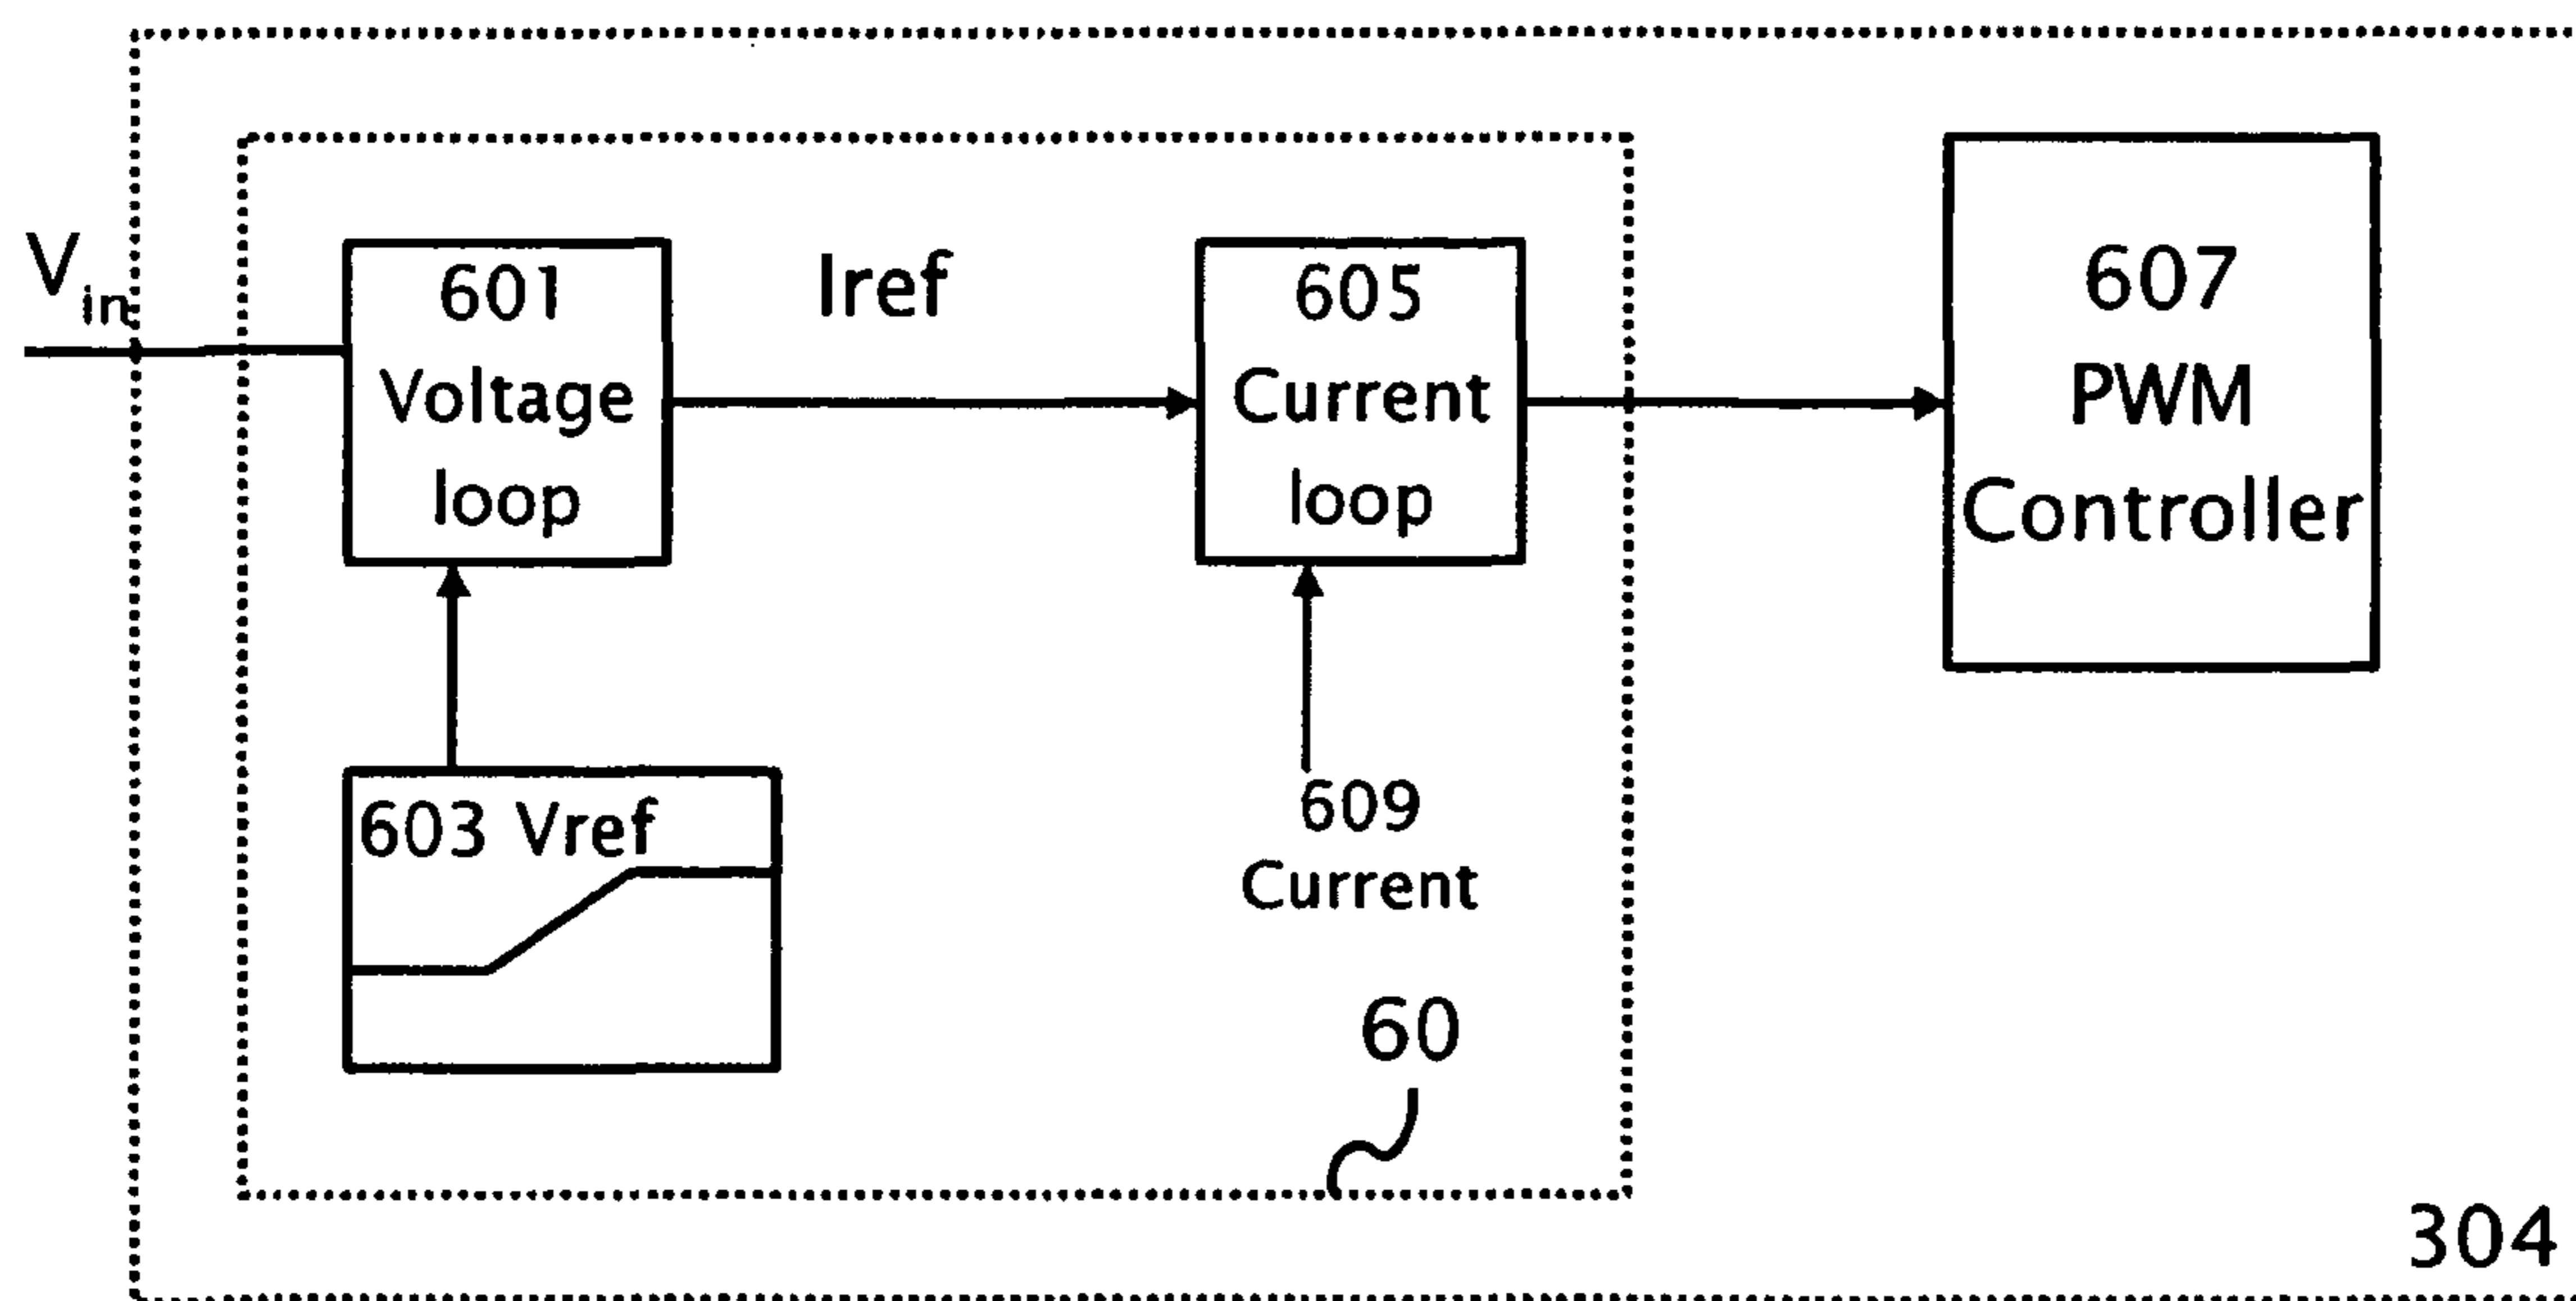 Vin
601
Voltage
loop
Iref
605
Current
loop
607
PWM
Controller
603 Vref
609
Current
60
304